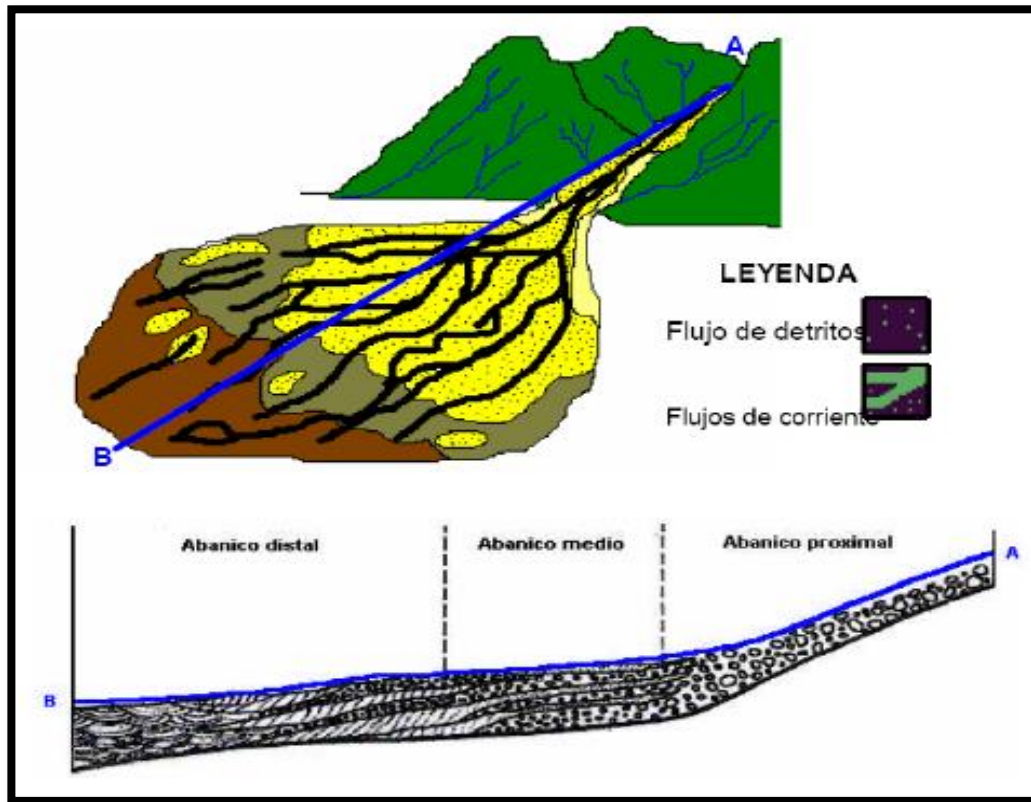 A
LEYENDA
Flujo de detritos
Flujos de corriente
B
Abanico distal
Abanico medio
Abanico proximal
A
B